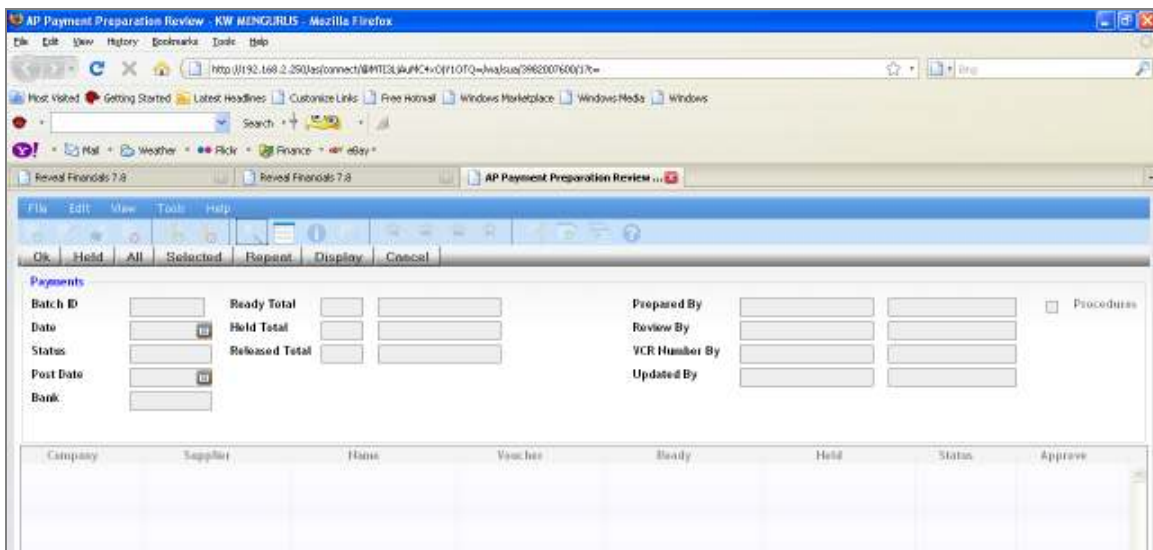 AP Payment Preparation Review - KW MENGURUS - Mozilla Firefox
File Edit View History Bookmarks Tools Help
Bing
Most Visited Getting Started Latest Headlines Customize Links Free Hotmail Windows Marketplace Windows Media Windows
Search
Y! Mail Weather Flickr Finance eBay
Reveal Financials 7.8 Reveal Financials 7.8 AP Payment Preparation Review ...
File Edit View Tools Help
Ok Held All Selected Repeat Display Cancel
Payments
Batch ID Ready Total Prepared By Procedures
Date Held Total Review By
Status Released Total VCR Number By
Post Date Updated By
Bank
Company Supplier Name Voucher Ready Held Status Approve